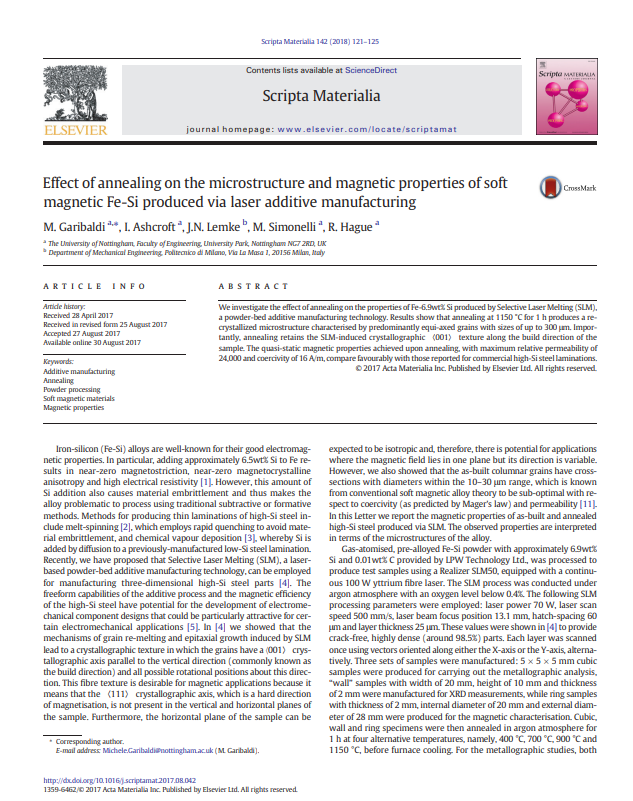 Scripta Materialia 142 (2018) 121–125
Contents lists available at ScienceDirect
Scripta Materialia
journal homepage: www.elsevier.com/locate/scriptamat
ELSEVIER
Scripta MATERIALIA
Effect of annealing on the microstructure and magnetic properties of soft
magnetic Fe-Si produced via laser additive manufacturing
CrossMark
M. Garibaldi a,*, I. Ashcroft a, J.N. Lemke b, M. Simonelli a, R. Hague a
a The University of Nottingham, Faculty of Engineering, University Park, Nottingham NG7 2RD, UK
b Department of Mechanical Engineering, Politecnico di Milano, Via La Masa 1, 20156 Milan, Italy
ARTICLE INFO
Article history:
Received 28 April 2017
Received in revised form 25 August 2017
Accepted 27 August 2017
Available online 30 August 2017
Keywords:
Additive manufacturing
Annealing
Powder processing
Soft magnetic materials
Magnetic properties
ABSTRACT
We investigate the effect of annealing on the properties of Fe-6.9wt% Si produced by Selective Laser Melting (SLM),
a powder-bed additive manufacturing technology. Results show that annealing at 1150 °C for 1 h produces a re-
crystallized microstructure characterised by predominantly equi-axed grains with sizes of up to 300 μm. Impor-
tantly, annealing retains the SLM-induced crystallographic 〈001〉 texture along the build direction of the
sample. The quasi-static magnetic properties achieved upon annealing, with maximum relative permeability of
24,000 and coercivity of 16 A/m, compare favourably with those reported for commercial high-Si steel laminations.
© 2017 Acta Materialia Inc. Published by Elsevier Ltd. All rights reserved.
Iron-silicon (Fe-Si) alloys are well-known for their good electromag-
netic properties. In particular, adding approximately 6.5wt% Si to Fe re-
sults in near-zero magnetostriction, near-zero magnetocrystalline
anisotropy and high electrical resistivity [1]. However, this amount of
Si addition also causes material embrittlement and thus makes the
alloy problematic to process using traditional subtractive or formative
methods. Methods for producing thin laminations of high-Si steel in-
clude melt-spinning [2], which employs rapid quenching to avoid mate-
rial embrittlement, and chemical vapour deposition [3], whereby Si is
added by diffusion to a previously-manufactured low-Si steel lamination.
Recently, we have proposed that Selective Laser Melting (SLM), a laser-
based powder-bed additive manufacturing technology, can be employed
for manufacturing three-dimensional high-Si steel parts [4]. The
freeform capabilities of the additive process and the magnetic efficiency
of the high-Si steel have potential for the development of electrome-
chanical component designs that could be particularly attractive for cer-
tain electromechanical applications [5]. In [4] we showed that the
mechanisms of grain re-melting and epitaxial growth induced by SLM
lead to a crystallographic texture in which the grains have a 〈001〉 crys-
tallographic axis parallel to the vertical direction (commonly known as
the build direction) and all possible rotational positions about this direc-
tion. This fibre texture is desirable for magnetic applications because it
means that the 〈111〉 crystallographic axis, which is a hard direction
of magnetisation, is not present in the vertical and horizontal planes of
the sample. Furthermore, the horizontal plane of the sample can be
expected to be isotropic and, therefore, there is potential for applications
where the magnetic field lies in one plane but its direction is variable.
However, we also showed that the as-built columnar grains have cross-
sections with diameters within the 10–30 μm range, which is known
from conventional soft magnetic alloy theory to be sub-optimal with re-
spect to coercivity (as predicted by Mager's law) and permeability [11].
In this letter we report the magnetic properties of as-built and annealed
high-Si steel produced via SLM. The observed properties are interpreted
in terms of the microstructures of the alloy.
Gas-atomised, pre-alloyed Fe-Si powder with approximately 6.9wt%
Si and 0.01wt% C provided by LPW Technology Ltd., was processed to
produce test samples using a Realizer SLM50, equipped with a continu-
ous 100 W yttrium fibre laser. The SLM process was conducted under
argon atmosphere with an oxygen level below 0.4%. The following SLM
processing parameters were employed: laser power 70 W, laser scan
speed 500 mm/s, laser beam focus position 13.1 mm, hatch-spacing 60
μm and layer thickness 25 μm. These values were shown in [4] to provide
crack-free, highly dense (around 98.5%) parts. Each layer was scanned
once using vectors oriented along either the X-axis or the Y-axis, alterna-
tively. Three sets of samples were manufactured: 5 × 5 × 5 mm cubic
samples were produced for carrying out the metallographic analysis,
"wall" samples with width of 20 mm, height of 10 mm and thickness
of 2 mm were manufactured for XRD measurements, while ring samples
with thickness of 2 mm, internal diameter of 20 mm and external diam-
eter of 28 mm were produced for the magnetic characterisation. Cubic,
wall and ring specimens were then annealed in argon atmosphere for
1 h at four alternative temperatures, namely, 400 °C, 700 °C, 900 °C and
1150 °C, before furnace cooling. For the metallographic studies, both
* Corresponding author.
E-mail address: Michele.Garibaldi@nottingham.ac.uk (M. Garibaldi).
http://dx.doi.org/10.1016/j.scriptamat.2017.08.042
1359-6462/© 2017 Acta Materialia Inc. Published by Elsevier Ltd. All rights reserved.